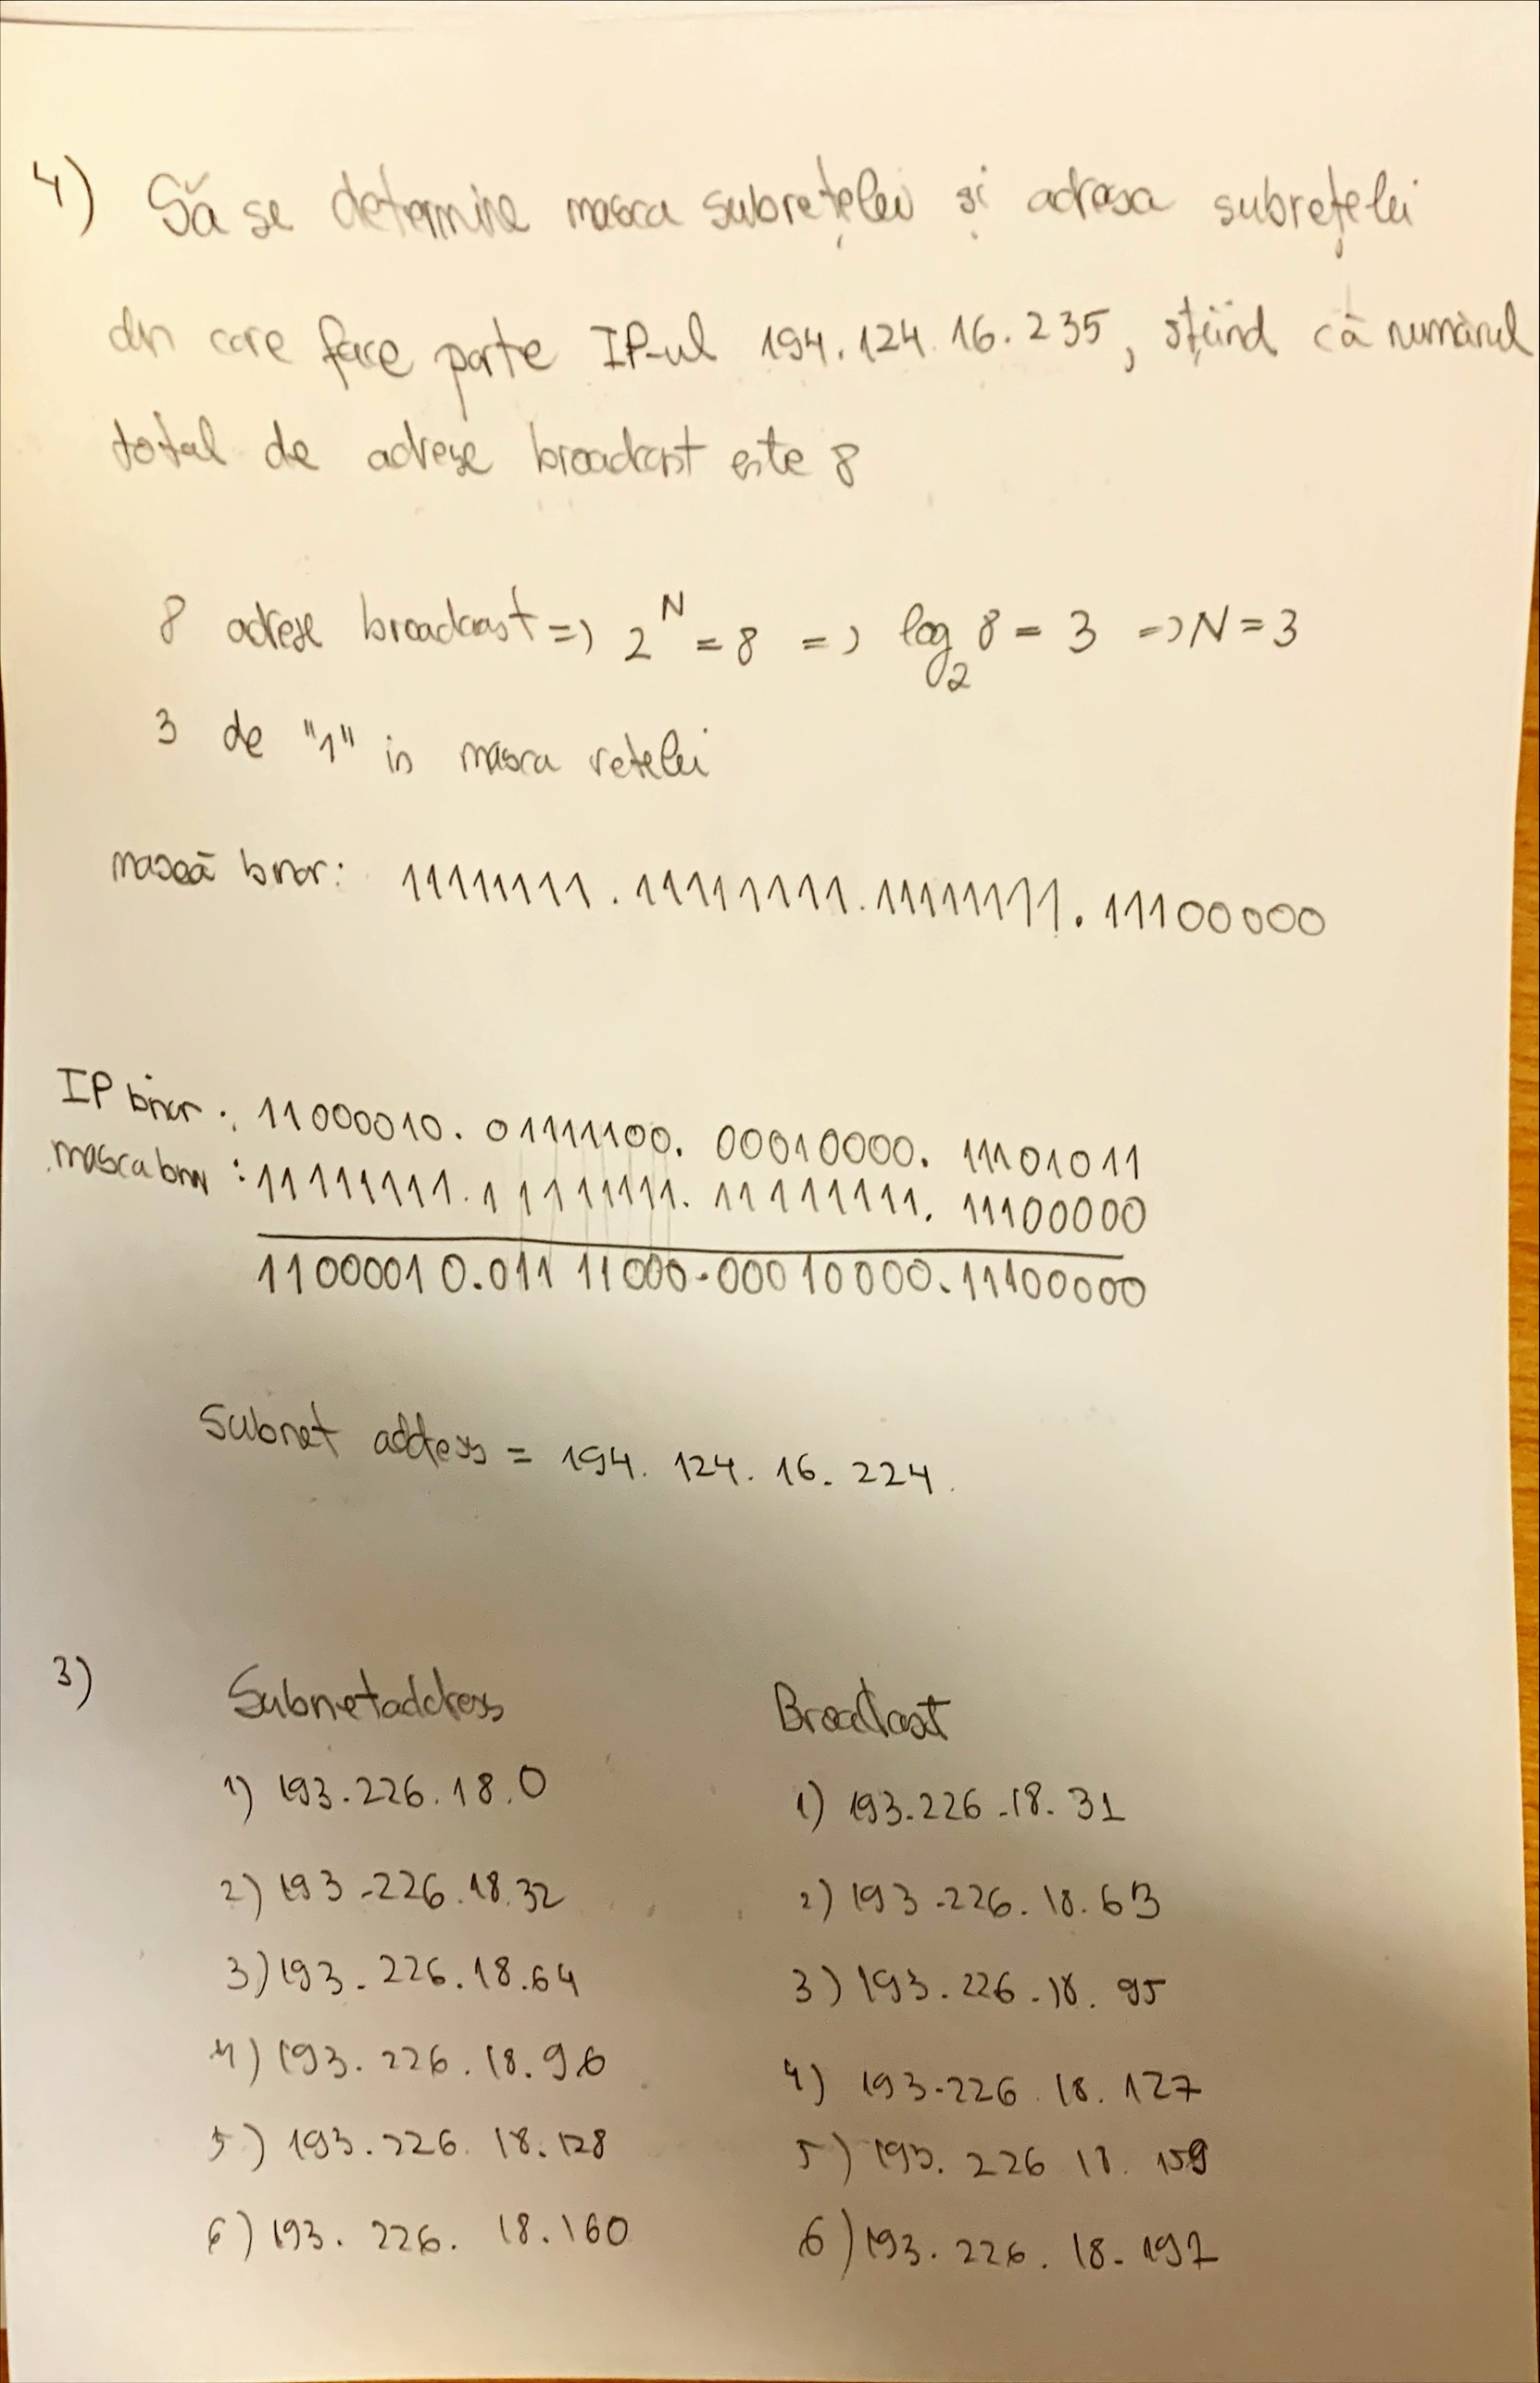 4) Să se determine masca subrețelei și adresa subrețelei
din care face parte IP-ul 194.124.16.235, știind că numărul
total de adrese broadcast este 8
8 adrese broadcast => 2^N = 8 => log_2 8 = 3 => N = 3
3 de "1" in masca retelei
mască binar: 11111111.11111111.11111111.11100000
IP binar: 11000010.01111100.00010000.11101011
masca binar: 11111111.11111111.11111111.11100000
11000010.01111000.00010000.11100000
Subnet address = 194.124.16.224
3) Subnetaddress Broadcast
1) 193.226.18.0 1) 193.226.18.31
2) 193.226.18.32 2) 193.226.18.63
3) 193.226.18.64 3) 193.226.18.95
4) 193.226.18.96 4) 193.226.18.127
5) 193.226.18.128 5) 193.226.18.159
6) 193.226.18.160 6) 193.226.18.191